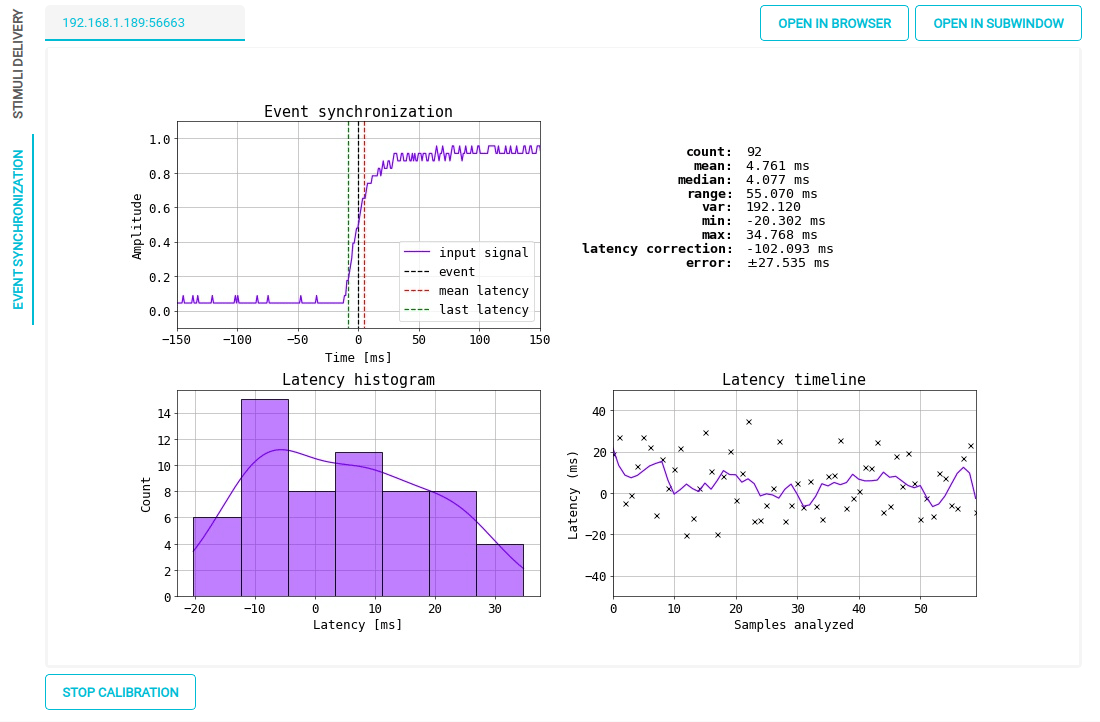 STIMULI DELIVERY
EVENT SYNCHRONIZATION
192.168.1.189:56663
OPEN IN BROWSER
OPEN IN SUBWINDOW
Event synchronization
Amplitude
1.0
0.8
0.6
0.4
0.2
0.0
input signal
event
mean latency
last latency
−150 −100 −50 0 50 100 150
Time [ms]
count: 92
mean: 4.761 ms
median: 4.077 ms
range: 55.070 ms
var: 192.120
min: -20.302 ms
max: 34.768 ms
latency correction: -102.093 ms
error: ±27.535 ms
Latency histogram
Count
14
12
10
8
6
4
2
0
−20 −10 0 10 20 30
Latency [ms]
Latency timeline
Latency (ms)
40
20
0
−20
−40
0 10 20 30 40 50
Samples analyzed
STOP CALIBRATION